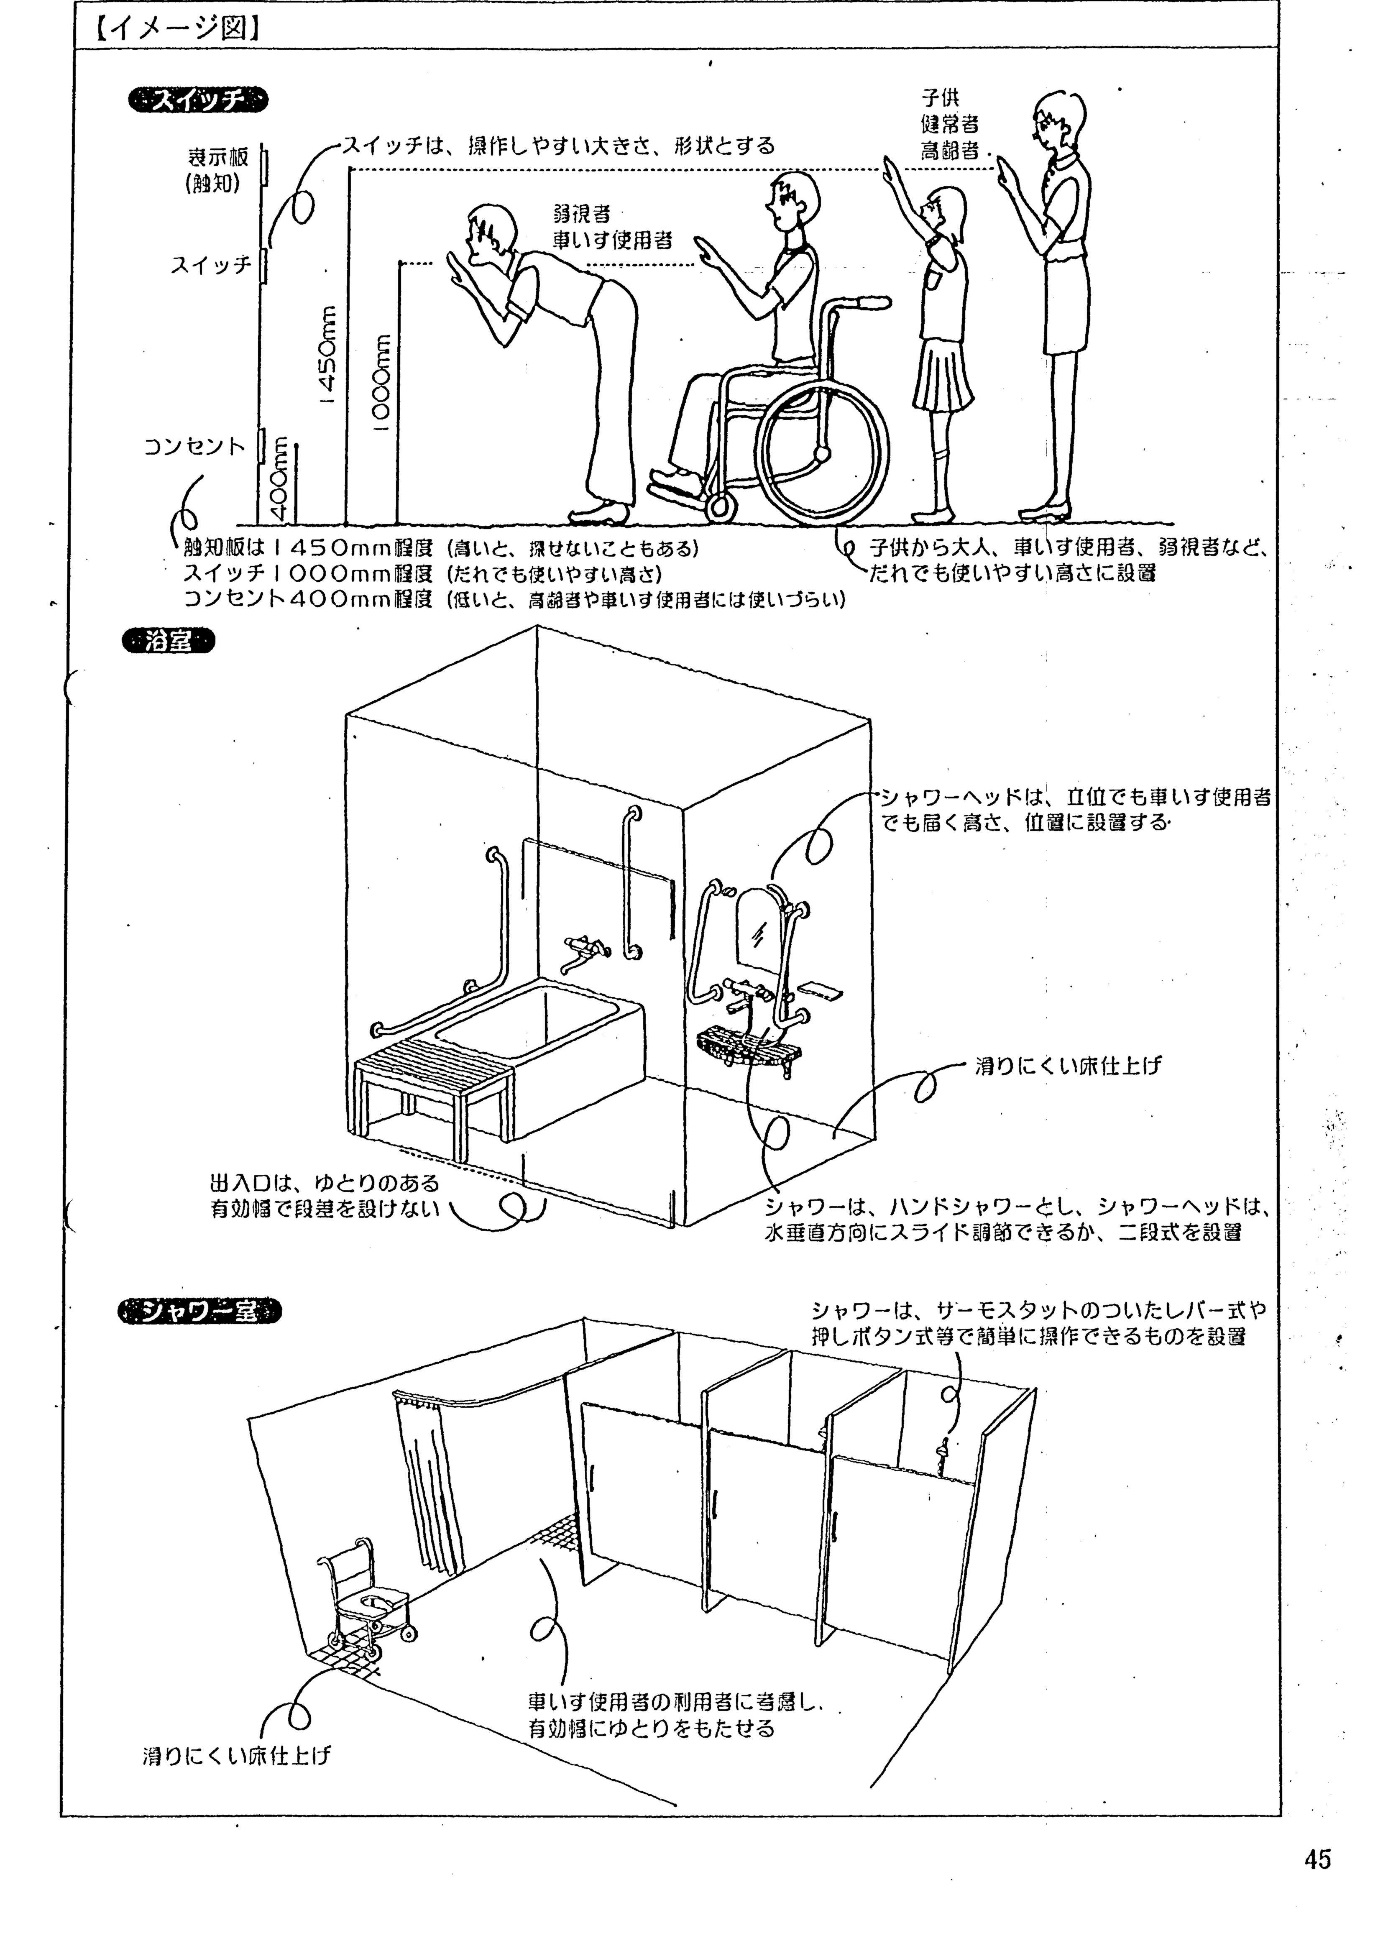 【イメージ図】
スイッチ
表示板
(触知)
スイッチは、操作しやすい大きさ、形状とする
子供
健常者
高齢者
弱視者
車いす使用者
スイッチ
1450mm
1000mm
コンセント
400mm
触知板は1450mm程度(高いと、探せないこともある)
スイッチ1000mm程度(だれでも使いやすい高さ)
コンセント400mm程度(低いと、高齢者や車いす使用者には使いづらい)
子供から大人、車いす使用者、弱視者など、
だれでも使いやすい高さに設置
浴室
シャワーヘッドは、立位でも車いす使用者
でも届く高さ、位置に設置する
滑りにくい床仕上げ
出入口は、ゆとりのある
有効幅で段差を設けない
シャワーは、ハンドシャワーとし、シャワーヘッドは、
水垂直方向にスライド調節できるか、二段式を設置
シャワー室
シャワーは、サーモスタットのついたレバー式や
押しボタン式等で簡単に操作できるものを設置
車いす使用者の利用者に考慮し、
有効幅にゆとりをもたせる
滑りにくい床仕上げ
45